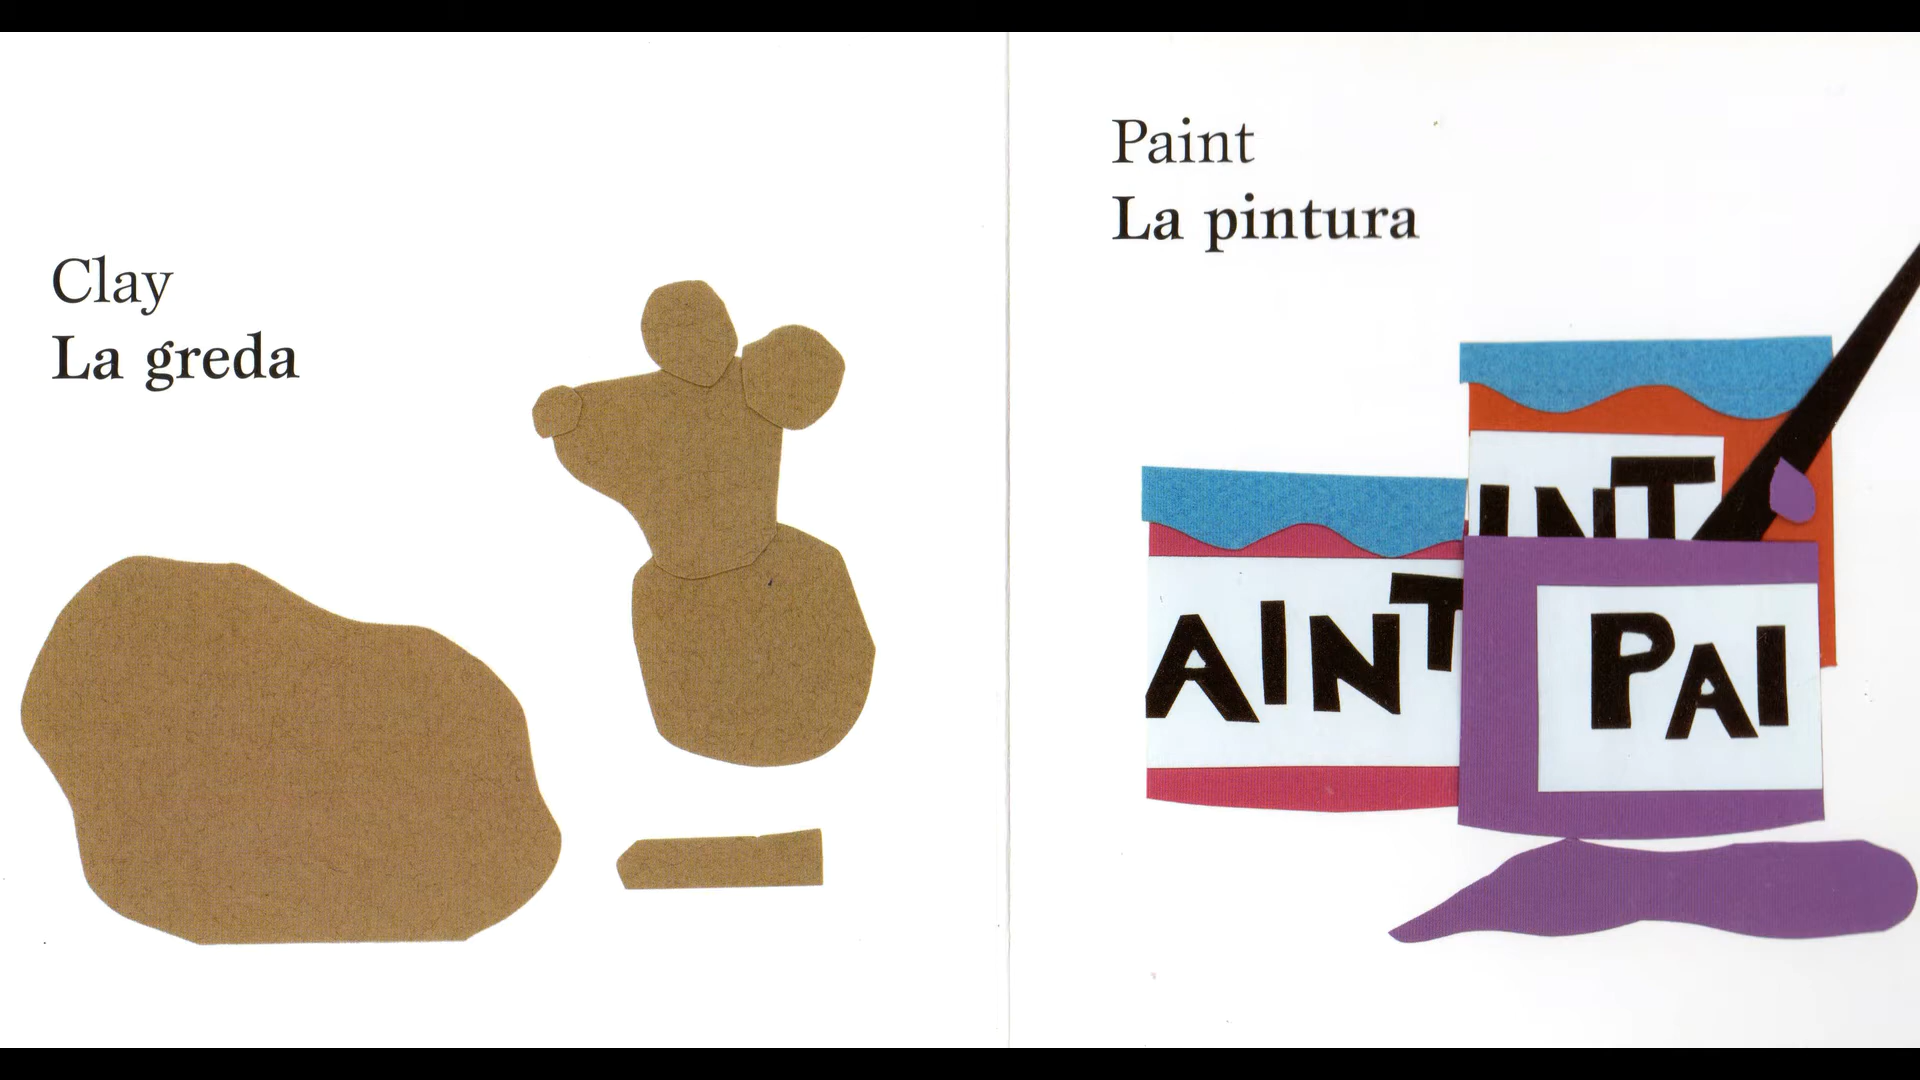 Clay
La greda
Paint
La pintura
INT
AINT
PAI